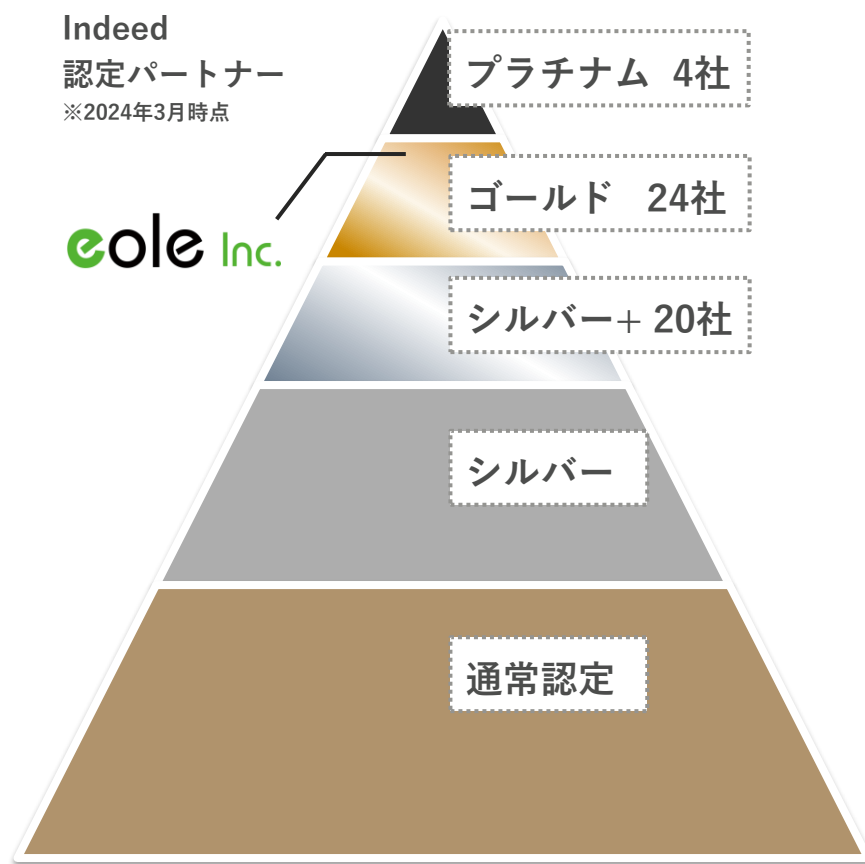 Indeed
認定パートナー
※2024年3月時点
プラチナム 4社
ゴールド 24社
eole Inc.
シルバー+ 20社
シルバー
通常認定